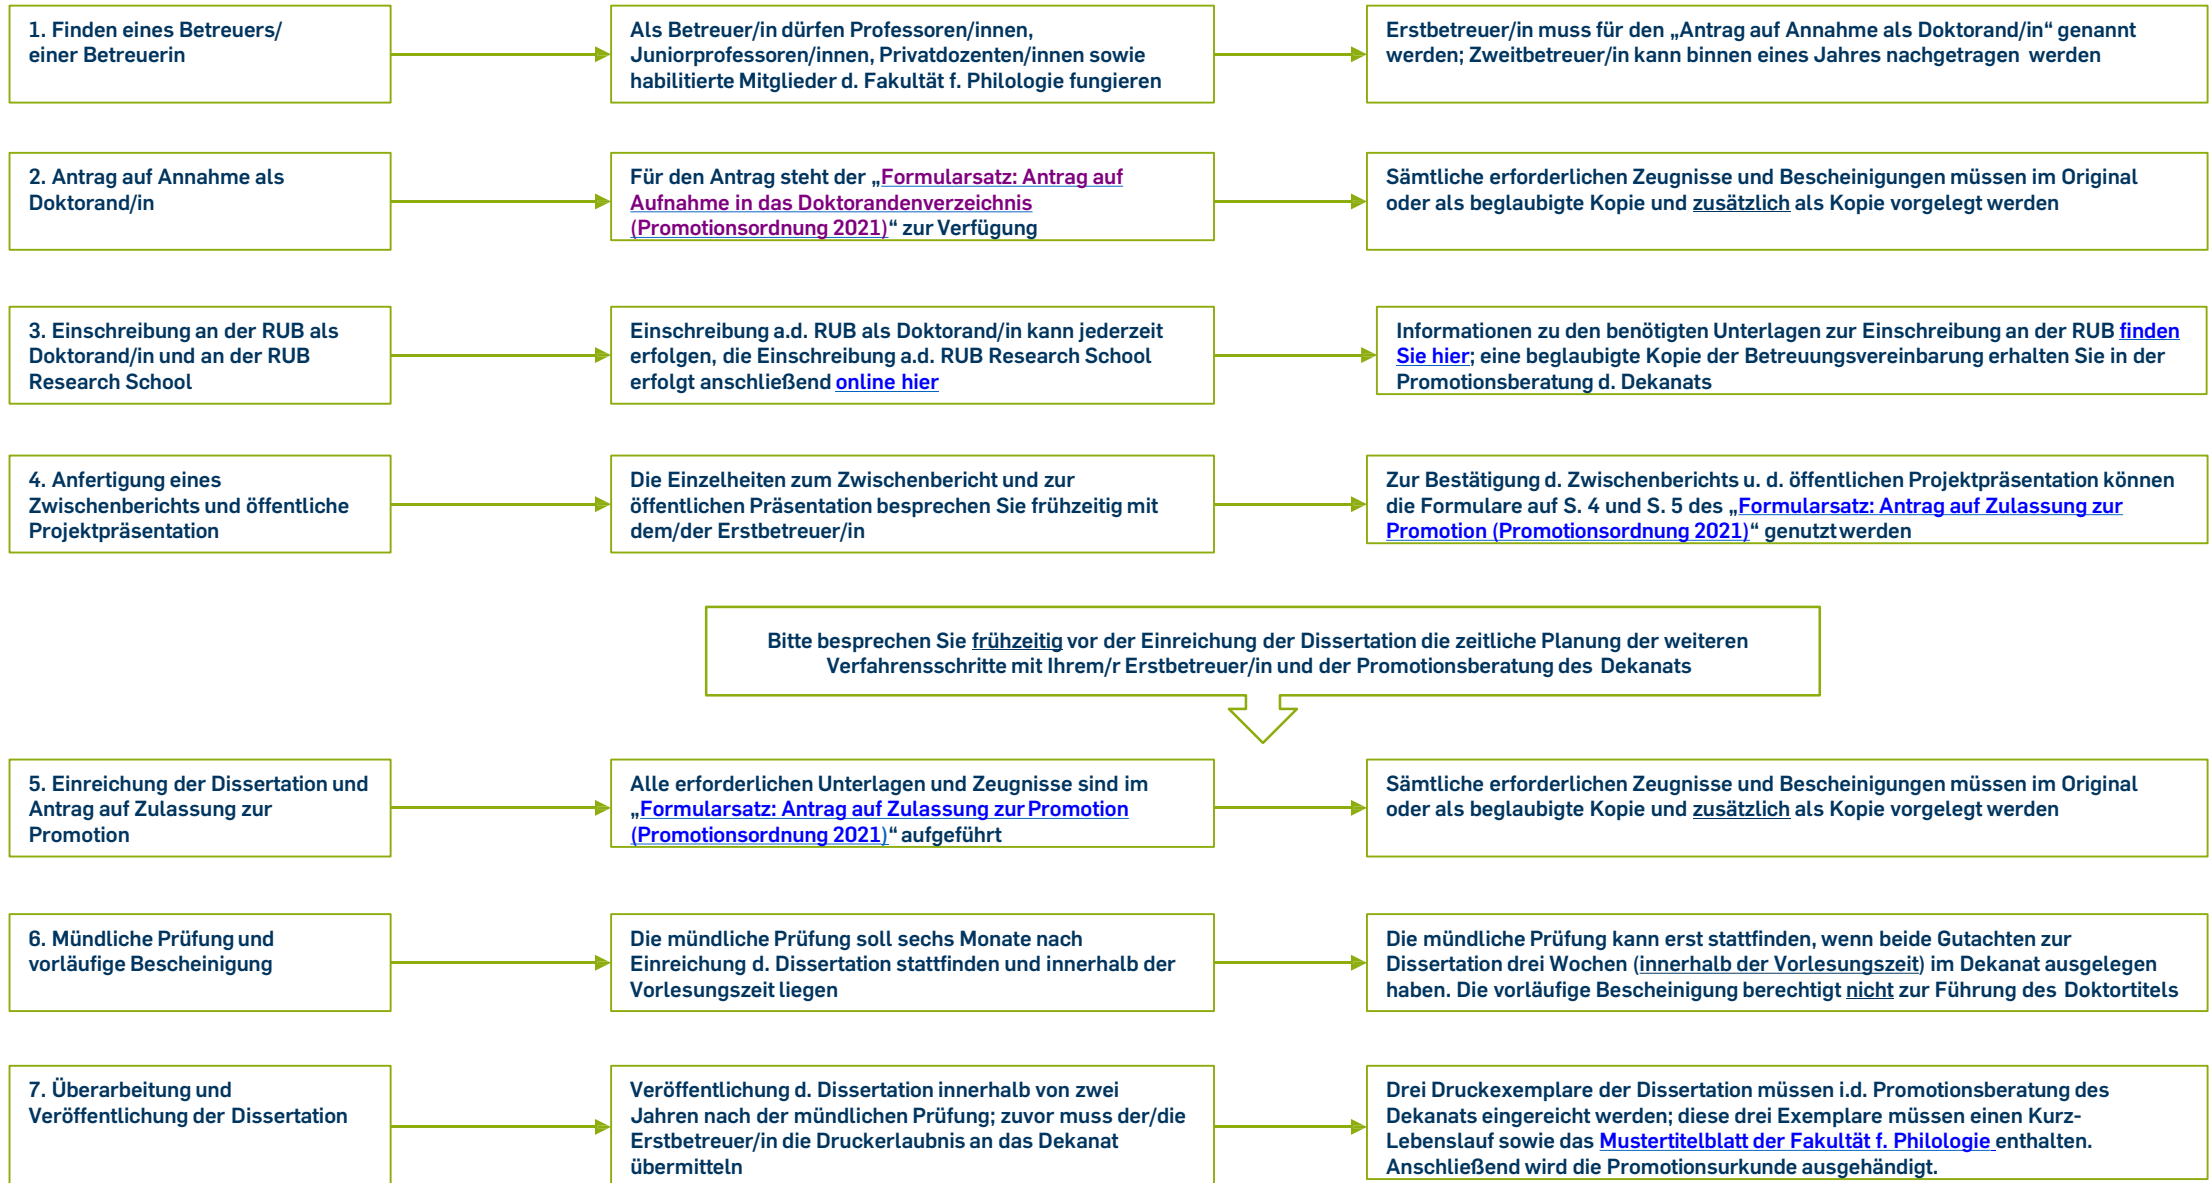 1. Finden eines Betreuers/
einer Betreuerin
Als Betreuer/in dürfen Professoren/innen,
Juniorprofessoren/innen, Privatdozenten/innen sowie
habilitierte Mitglieder d. Fakultät f. Philologie fungieren
Erstbetreuer/in muss für den „Antrag auf Annahme als Doktorand/in“ genannt
werden; Zweitbetreuer/in kann binnen eines Jahres nachgetragen werden
2. Antrag auf Annahme als
Doktorand/in
Für den Antrag steht der „Formularsatz: Antrag auf
Aufnahme in das Doktorandenverzeichnis
(Promotionsordnung 2021)“ zur Verfügung
Sämtliche erforderlichen Zeugnisse und Bescheinigungen müssen im Original
oder als beglaubigte Kopie und zusätzlich als Kopie vorgelegt werden
3. Einschreibung an der RUB als
Doktorand/in und an der RUB
Research School
Einschreibung a.d. RUB als Doktorand/in kann jederzeit
erfolgen, die Einschreibung a.d. RUB Research School
erfolgt anschließend online hier
Informationen zu den benötigten Unterlagen zur Einschreibung an der RUB finden
Sie hier; eine beglaubigte Kopie der Betreuungsvereinbarung erhalten Sie in der
Promotionsberatung d. Dekanats
4. Anfertigung eines
Zwischenberichts und öffentliche
Projektpräsentation
Die Einzelheiten zum Zwischenbericht und zur
öffentlichen Präsentation besprechen Sie frühzeitig mit
dem/der Erstbetreuer/in
Zur Bestätigung d. Zwischenberichts u. d. öffentlichen Projektpräsentation können
die Formulare auf S. 4 und S. 5 des „Formularsatz: Antrag auf Zulassung zur
Promotion (Promotionsordnung 2021)“ genutzt werden
Bitte besprechen Sie frühzeitig vor der Einreichung der Dissertation die zeitliche Planung der weiteren
Verfahrensschritte mit Ihrem/r Erstbetreuer/in und der Promotionsberatung des Dekanats
5. Einreichung der Dissertation und
Antrag auf Zulassung zur
Promotion
Alle erforderlichen Unterlagen und Zeugnisse sind im
„Formularsatz: Antrag auf Zulassung zur Promotion
(Promotionsordnung 2021)“ aufgeführt
Sämtliche erforderlichen Zeugnisse und Bescheinigungen müssen im Original
oder als beglaubigte Kopie und zusätzlich als Kopie vorgelegt werden
6. Mündliche Prüfung und
vorläufige Bescheinigung
Die mündliche Prüfung soll sechs Monate nach
Einreichung d. Dissertation stattfinden und innerhalb der
Vorlesungszeit liegen
Die mündliche Prüfung kann erst stattfinden, wenn beide Gutachten zur
Dissertation drei Wochen (innerhalb der Vorlesungszeit) im Dekanat ausgelegen
haben. Die vorläufige Bescheinigung berechtigt nicht zur Führung des Doktortitels
7. Überarbeitung und
Veröffentlichung der Dissertation
Veröffentlichung d. Dissertation innerhalb von zwei
Jahren nach der mündlichen Prüfung; zuvor muss der/die
Erstbetreuer/in die Druckerlaubnis an das Dekanat
übermitteln
Drei Druckexemplare der Dissertation müssen i.d. Promotionsberatung des
Dekanats eingereicht werden; diese drei Exemplare müssen einen Kurz-
Lebenslauf sowie das Mustertitelblatt der Fakultät f. Philologie enthalten.
Anschließend wird die Promotionsurkunde ausgehändigt.